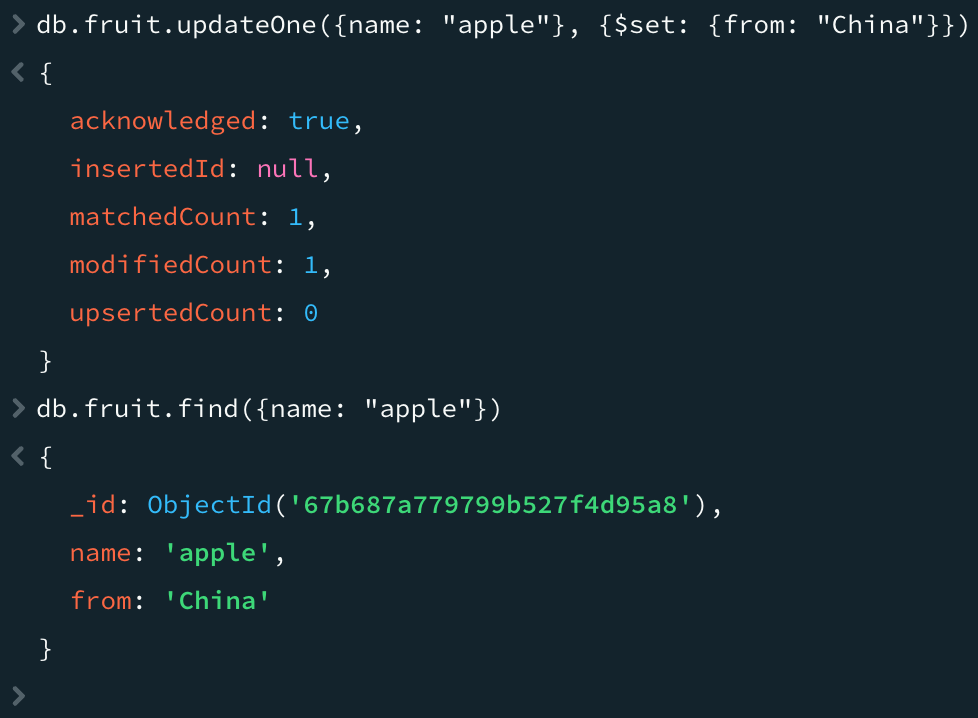 > db.fruit.updateOne({name: "apple"}, {$set: {from: "China"}})
< {
acknowledged: true,
insertedId: null,
matchedCount: 1,
modifiedCount: 1,
upsertedCount: 0
}
> db.fruit.find({name: "apple"})
< {
_id: ObjectId('67b687a779799b527f4d95a8'),
name: 'apple',
from: 'China'
}
>